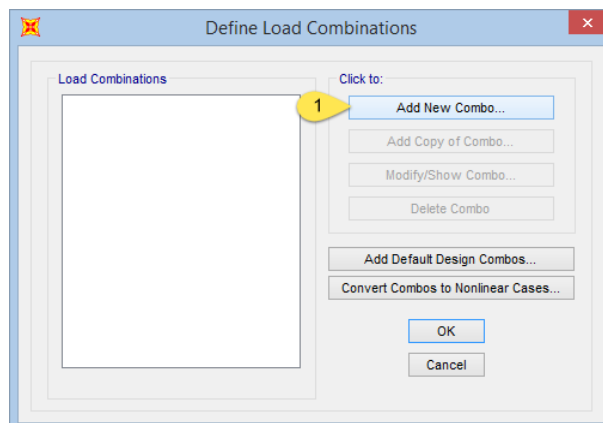 Define Load Combinations
Load Combinations
Click to:
1
Add New Combo...
Add Copy of Combo...
Modify/Show Combo...
Delete Combo
Add Default Design Combos...
Convert Combos to Nonlinear Cases...
OK
Cancel